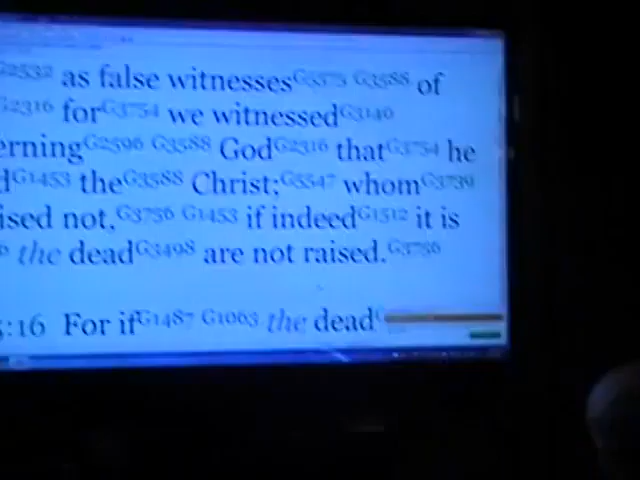 G2532 as false witnesses G5575 G3588 of
G2316 for G3754 we witnessed G3140
erning G2596 G3588 God G2316 that G3754 he
d G1453 the G3588 Christ; G5547 whom G3739
ised not, G3756 G1453 if indeed G1512 it is
the dead G3498 are not raised. G3756
5:16 For if G1487 G1063 the dead